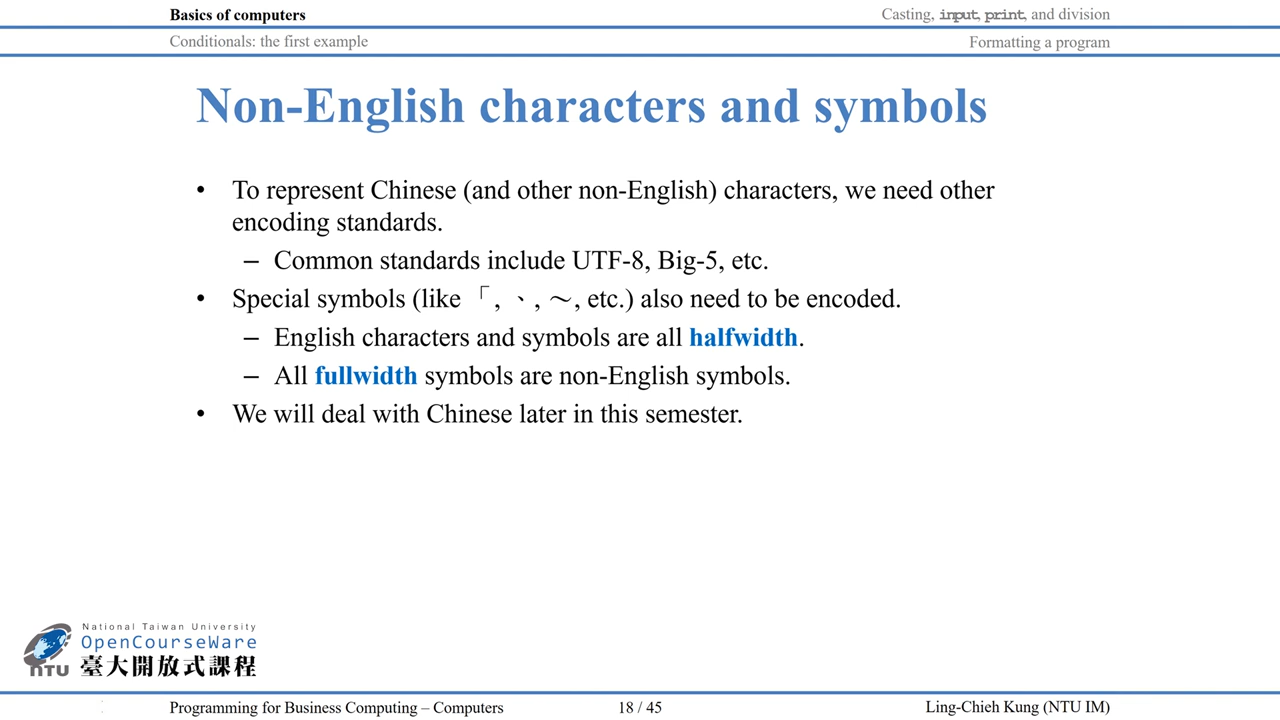 Basics of computers
Casting, input, print, and division
Conditionals: the first example
Formatting a program
Non-English characters and symbols
• To represent Chinese (and other non-English) characters, we need other
encoding standards.
– Common standards include UTF-8, Big-5, etc.
• Special symbols (like 「, 、, ~, etc.) also need to be encoded.
– English characters and symbols are all halfwidth.
– All fullwidth symbols are non-English symbols.
• We will deal with Chinese later in this semester.
National Taiwan University
OpenCourseWare
NTU 臺大開放式課程
Programming for Business Computing – Computers
18 / 45
Ling-Chieh Kung (NTU IM)